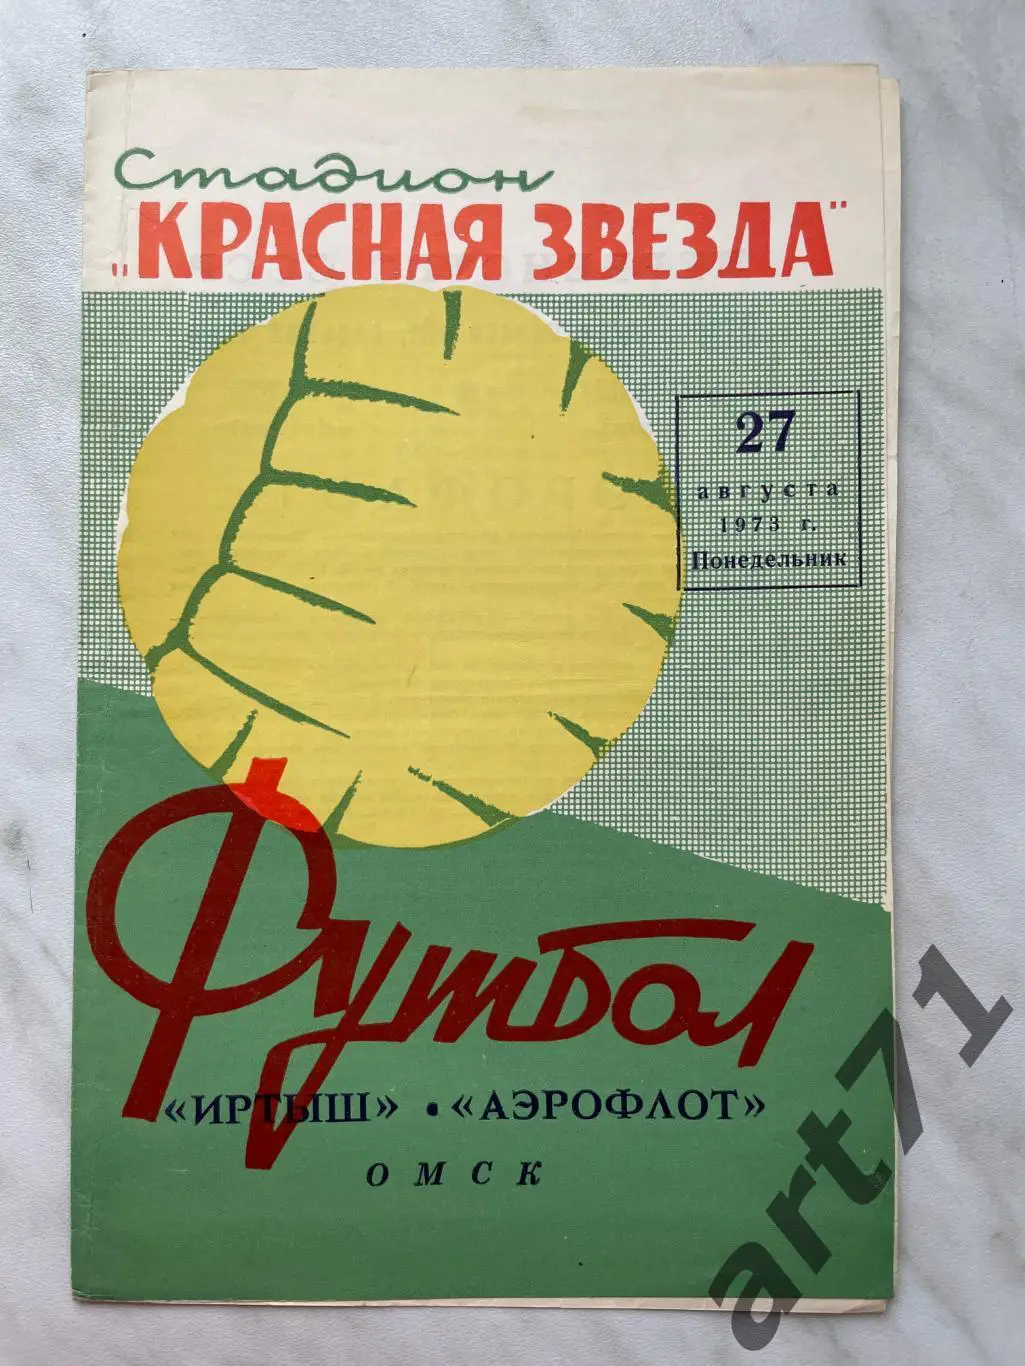 Стадион
„КРАСНАЯ ЗВЕЗДА"
27
августа
1973 г.
Понедельник
Футбол
«ИРТЫШ» • «АЭРОФЛОТ»
ОМСК
art71